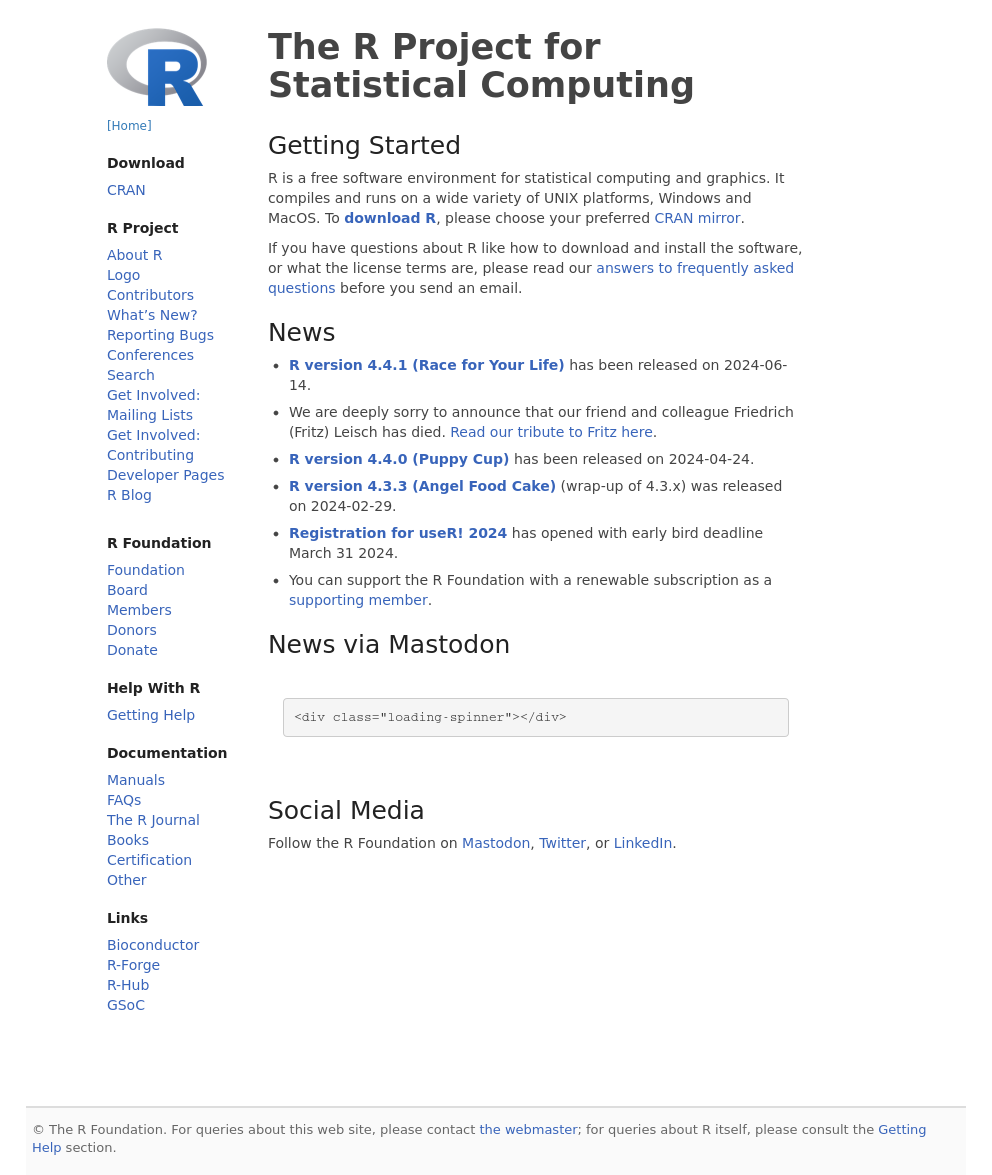 R
[Home]
Download
CRAN
R Project
About R
Logo
Contributors
What’s New?
Reporting Bugs
Conferences
Search
Get Involved:
Mailing Lists
Get Involved:
Contributing
Developer Pages
R Blog
R Foundation
Foundation
Board
Members
Donors
Donate
Help With R
Getting Help
Documentation
Manuals
FAQs
The R Journal
Books
Certification
Other
Links
Bioconductor
R-Forge
R-Hub
GSoC
The R Project for
Statistical Computing
Getting Started
R is a free software environment for statistical computing and graphics. It
compiles and runs on a wide variety of UNIX platforms, Windows and
MacOS. To download R, please choose your preferred CRAN mirror.
If you have questions about R like how to download and install the software,
or what the license terms are, please read our answers to frequently asked
questions before you send an email.
News
• R version 4.4.1 (Race for Your Life) has been released on 2024-06-
14.
• We are deeply sorry to announce that our friend and colleague Friedrich
(Fritz) Leisch has died. Read our tribute to Fritz here.
• R version 4.4.0 (Puppy Cup) has been released on 2024-04-24.
• R version 4.3.3 (Angel Food Cake) (wrap-up of 4.3.x) was released
on 2024-02-29.
• Registration for useR! 2024 has opened with early bird deadline
March 31 2024.
• You can support the R Foundation with a renewable subscription as a
supporting member.
News via Mastodon
<div class="loading-spinner"></div>
Social Media
Follow the R Foundation on Mastodon, Twitter, or LinkedIn.
© The R Foundation. For queries about this web site, please contact the webmaster; for queries about R itself, please consult the Getting
Help section.